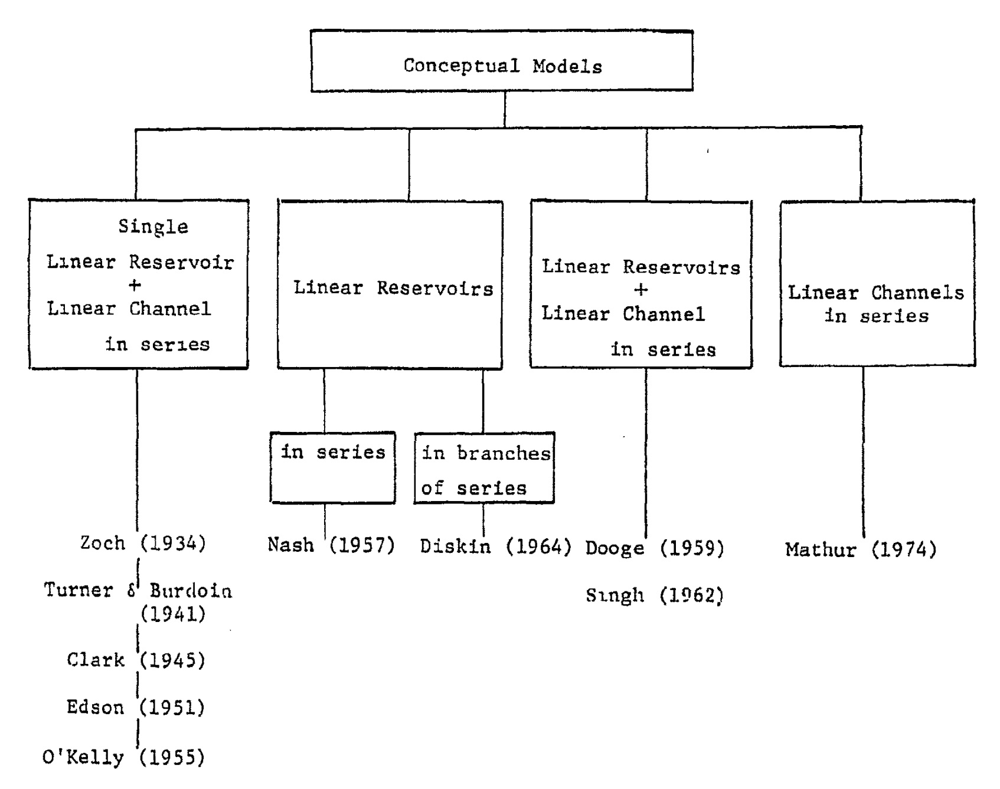 Conceptual Models
Single
Linear Reservoir
+
Linear Channel
in series
Linear Reservoirs
Linear Reservoirs
+
Linear Channel
in series
Linear Channels
in series
in series
in branches
of series
Zoch (1934)
Turner & Burdoin
(1941)
Clark (1945)
Edson (1951)
O'Kelly (1955)
Nash (1957)
Diskin (1964)
Dooge (1959)
Singh (1962)
Mathur (1974)